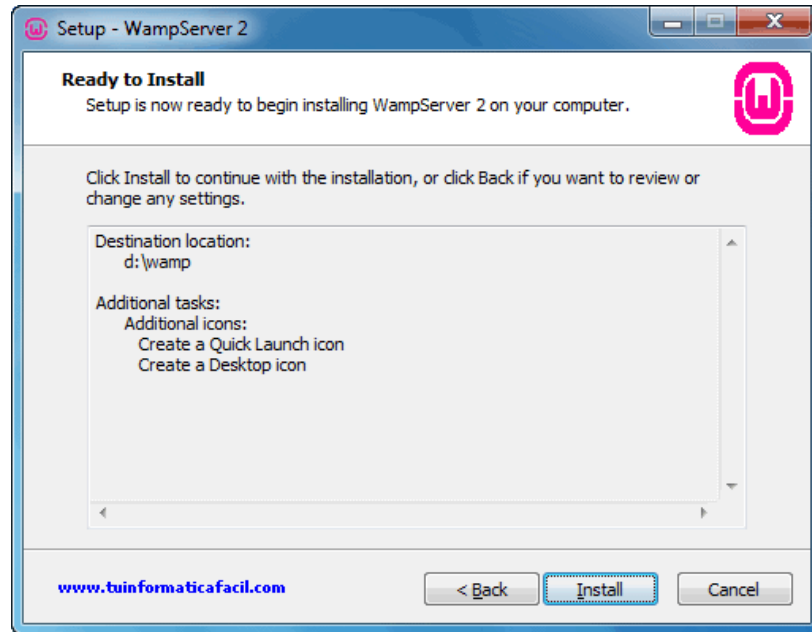 Setup - WampServer 2
Ready to Install
Setup is now ready to begin installing WampServer 2 on your computer.
Click Install to continue with the installation, or click Back if you want to review or
change any settings.
Destination location:
d:\wamp
Additional tasks:
Additional icons:
Create a Quick Launch icon
Create a Desktop icon
www.tuinformaticafacil.com
< Back
Install
Cancel